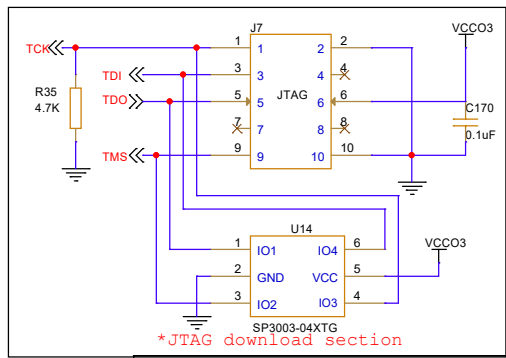 J7
VCCO3
TCK
1 1 2 2
TDI
3 3 4 4
R35
4.7K
JTAG
TDO
5 5 6 6
C170
0.1uF
7 7 8 8
TMS
9 9 10 10
U14
1 IO1 IO4 6
VCCO3
2 GND VCC 5
3 IO2 IO3 4
SP3003-04XTG
*JTAG download section